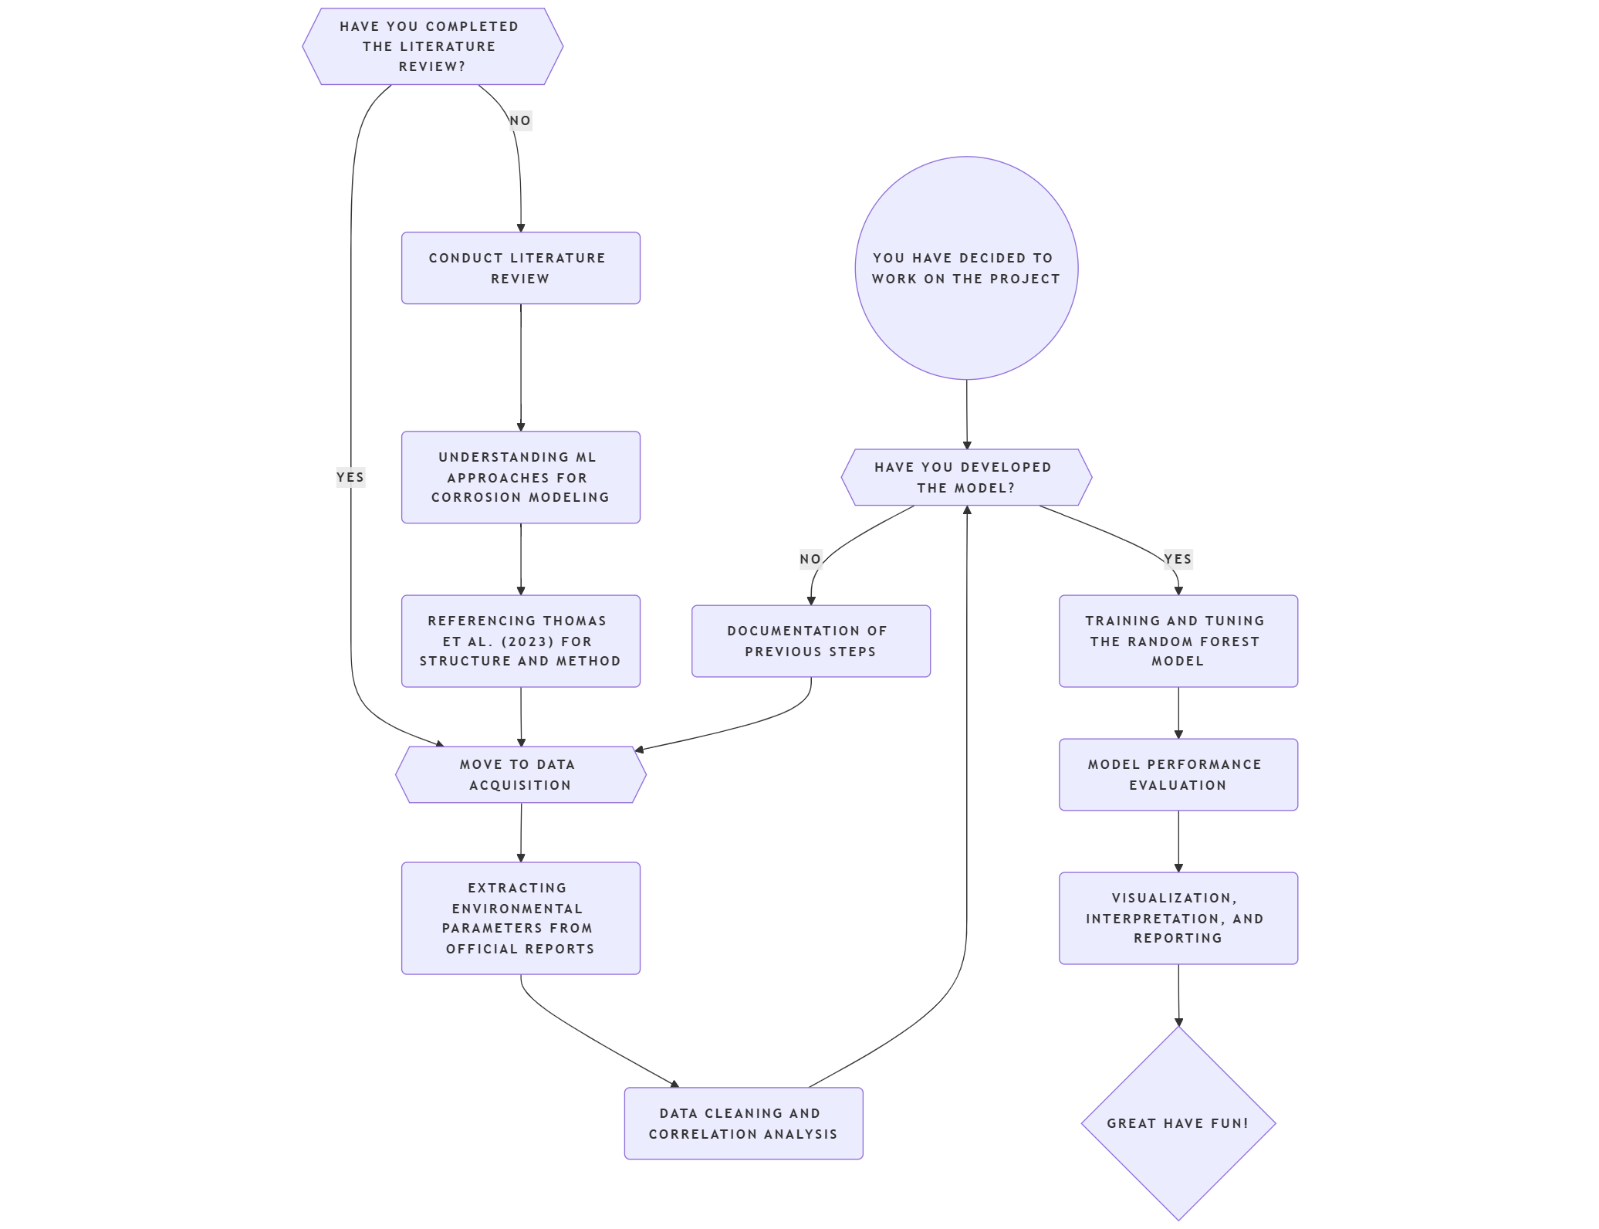 HAVE YOU COMPLETED
THE LITERATURE
REVIEW?
NO
CONDUCT LITERATURE
REVIEW
YOU HAVE DECIDED TO
WORK ON THE PROJECT
YES
UNDERSTANDING ML
APPROACHES FOR
CORROSION MODELING
HAVE YOU DEVELOPED
THE MODEL?
NO
YES
REFERENCING THOMAS
ET AL. (2023) FOR
STRUCTURE AND METHOD
DOCUMENTATION OF
PREVIOUS STEPS
TRAINING AND TUNING
THE RANDOM FOREST
MODEL
MOVE TO DATA
ACQUISITION
MODEL PERFORMANCE
EVALUATION
EXTRACTING
ENVIRONMENTAL
PARAMETERS FROM
OFFICIAL REPORTS
VISUALIZATION,
INTERPRETATION, AND
REPORTING
DATA CLEANING AND
CORRELATION ANALYSIS
GREAT HAVE FUN!